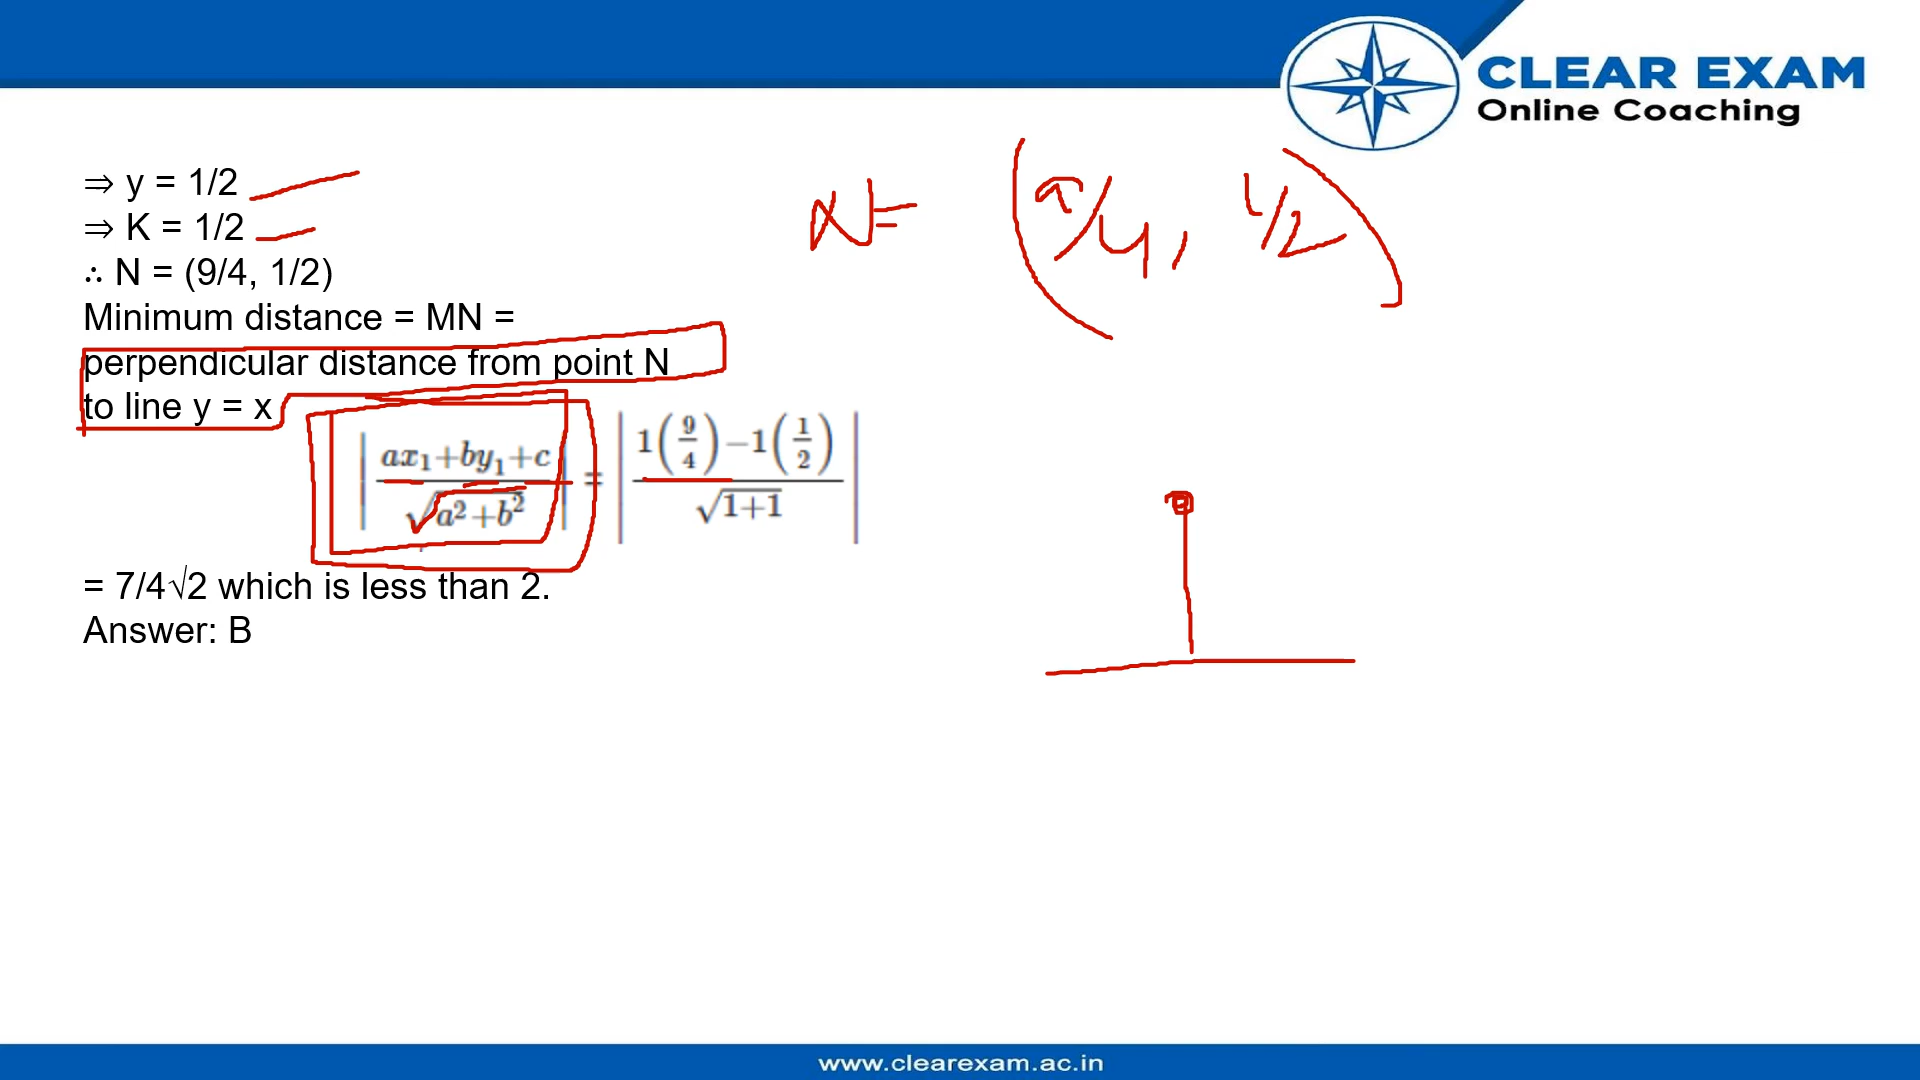 CLEAR EXAM
Online Coaching
⇒ y = 1/2
⇒ K = 1/2
∴ N = (9/4, 1/2)
Minimum distance = MN =
perpendicular distance from point N
to line y = x
| (ax₁+by₁+c) / √(a²+b²) | = | (1(9/4)−1(1/2)) / √(1+1) |
= 7/4√2 which is less than 2.
Answer: B
N = (9/4, 1/2)
www.clearexam.ac.in